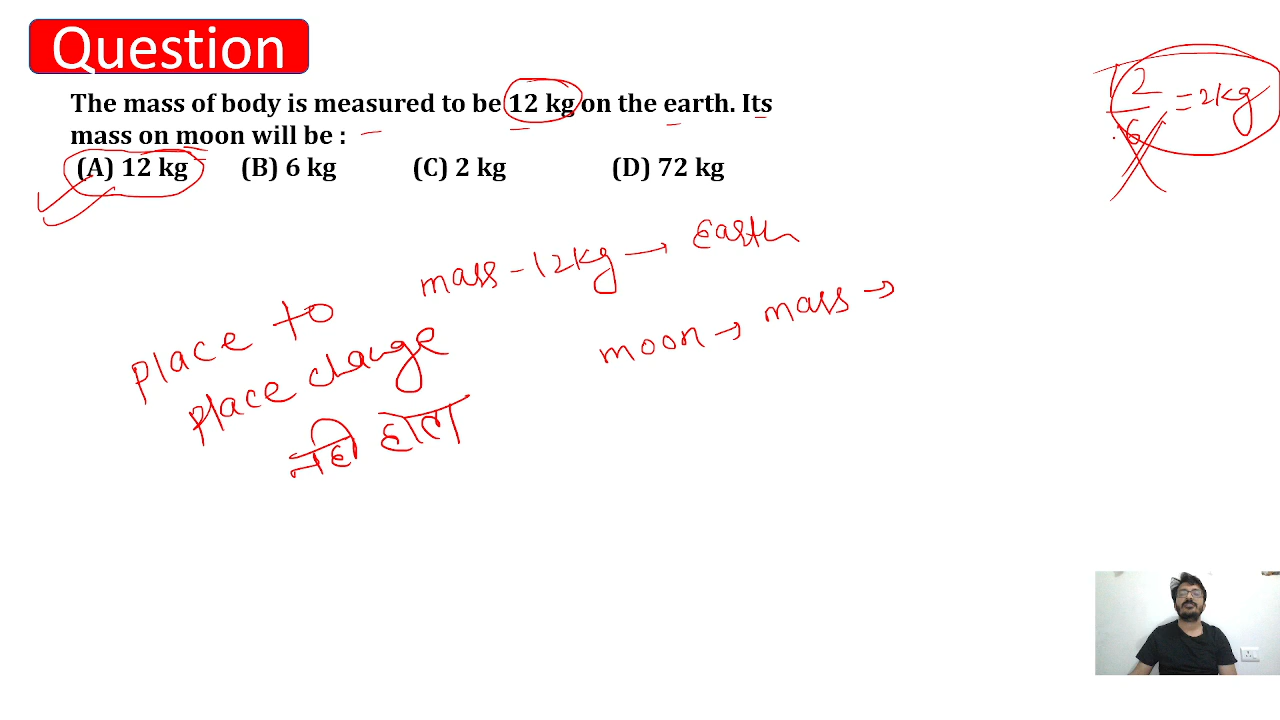 Question
The mass of body is measured to be 12 kg on the earth. Its
mass on moon will be :
(A) 12 kg (B) 6 kg (C) 2 kg (D) 72 kg
12
6
= 2kg
mass - 12kg → Earth
moon → mass →
place to
place change
नही होता